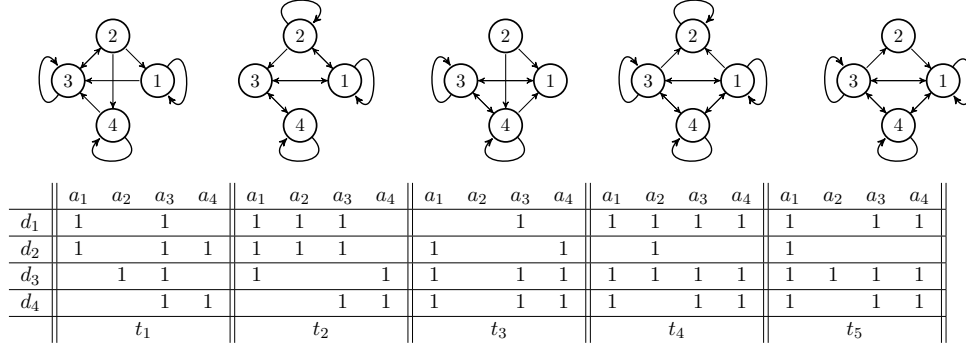 2 2 2 2 2
3 1 3 1 3 1 3 1 3 1
4 4 4 4 4
a₁ a₂ a₃ a₄ a₁ a₂ a₃ a₄ a₁ a₂ a₃ a₄ a₁ a₂ a₃ a₄ a₁ a₂ a₃ a₄
d₁ 1 1 1 1 1 1 1 1 1 1 1 1 1
d₂ 1 1 1 1 1 1 1 1 1 1
d₃ 1 1 1 1 1 1 1 1 1 1 1 1 1 1 1
d₄ 1 1 1 1 1 1 1 1 1 1 1 1 1
t₁ t₂ t₃ t₄ t₅